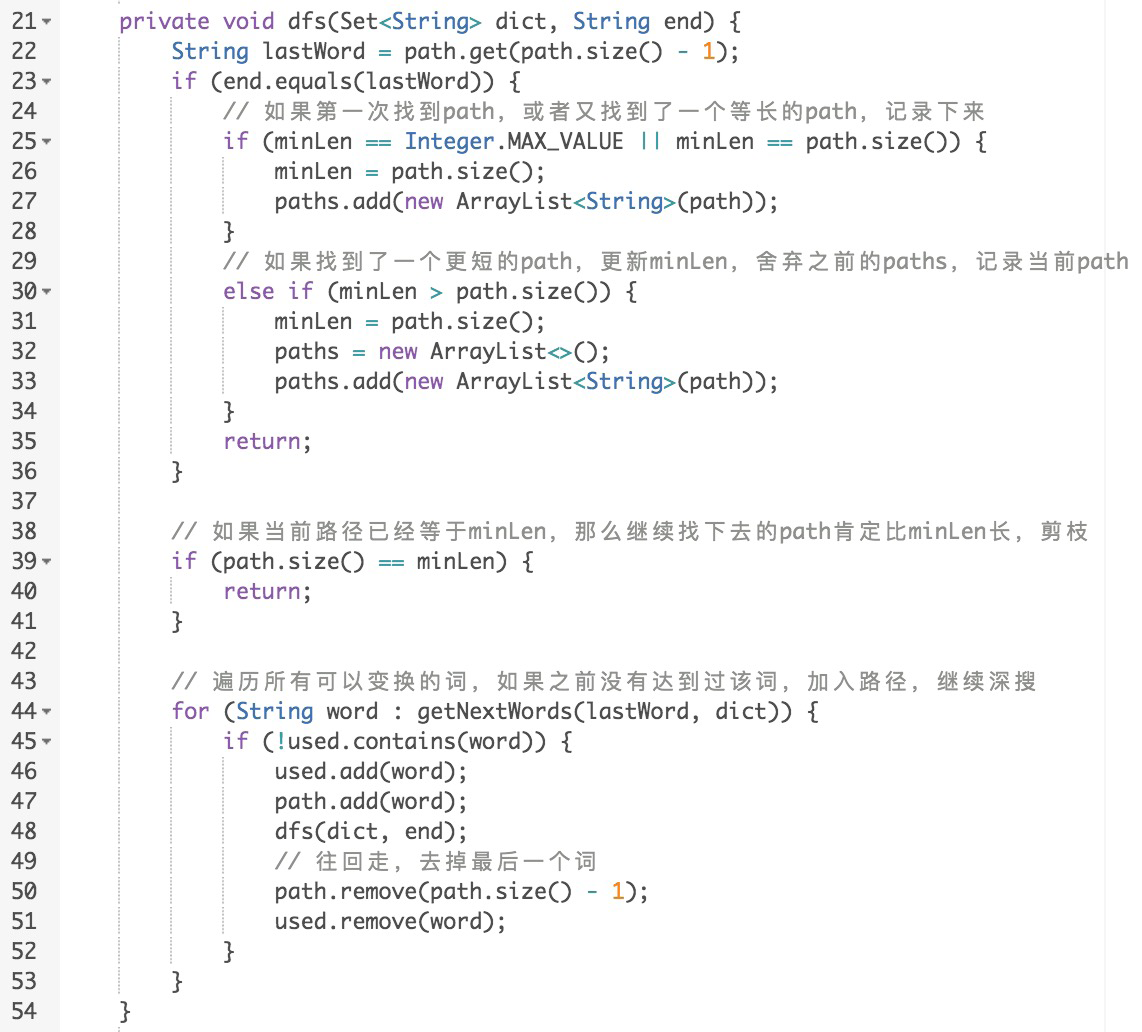 21 private void dfs(Set<String> dict, String end) {
22 String lastWord = path.get(path.size() - 1);
23 if (end.equals(lastWord)) {
24 // 如果第一次找到path, 或者又找到了一个等长的path, 记录下来
25 if (minLen == Integer.MAX_VALUE || minLen == path.size()) {
26 minLen = path.size();
27 paths.add(new ArrayList<String>(path));
28 }
29 // 如果找到了一个更短的path, 更新minLen, 舍弃之前的paths, 记录当前path
30 else if (minLen > path.size()) {
31 minLen = path.size();
32 paths = new ArrayList<>();
33 paths.add(new ArrayList<String>(path));
34 }
35 return;
36 }
37
38 // 如果当前路径已经等于minLen, 那么继续找下去的path肯定比minLen长, 剪枝
39 if (path.size() == minLen) {
40 return;
41 }
42
43 // 遍历所有可以变换的词, 如果之前没有达到过该词, 加入路径, 继续深搜
44 for (String word : getNextWords(lastWord, dict)) {
45 if (!used.contains(word)) {
46 used.add(word);
47 path.add(word);
48 dfs(dict, end);
49 // 往回走, 去掉最后一个词
50 path.remove(path.size() - 1);
51 used.remove(word);
52 }
53 }
54 }